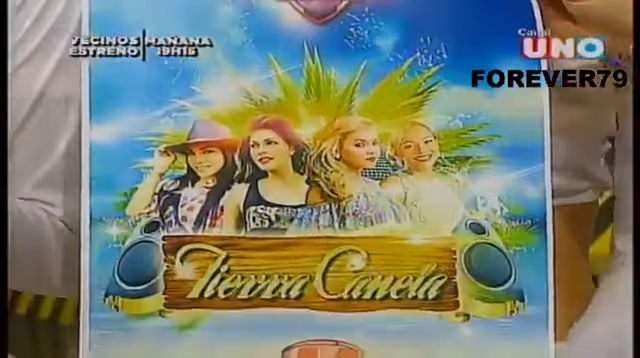 VECINOS MAÑANA
ESTRENO 19H15
Canal
UNO
FOREVER79
Tierra Canela